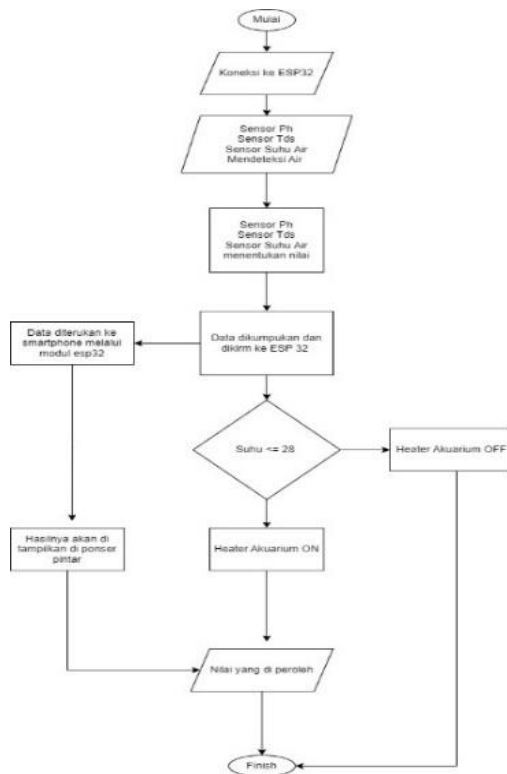 Mulai
Koneksi ke ESP32
Sensor Ph
Sensor Tds
Sensor Suhu Air
Mendeteksi Air
Sensor Ph
Sensor Tds
Sensor Suhu Air
menentukan nilai
Data diterukan ke
smartphone melalui
modul esp32
Data dikumpukan dan
dikirm ke ESP 32
Suhu <= 28
Heater Akuarium OFF
Hasilnya akan di
tampilkan di ponser
pintar
Heater Akuarium ON
Nilai yang di peroleh
Finish